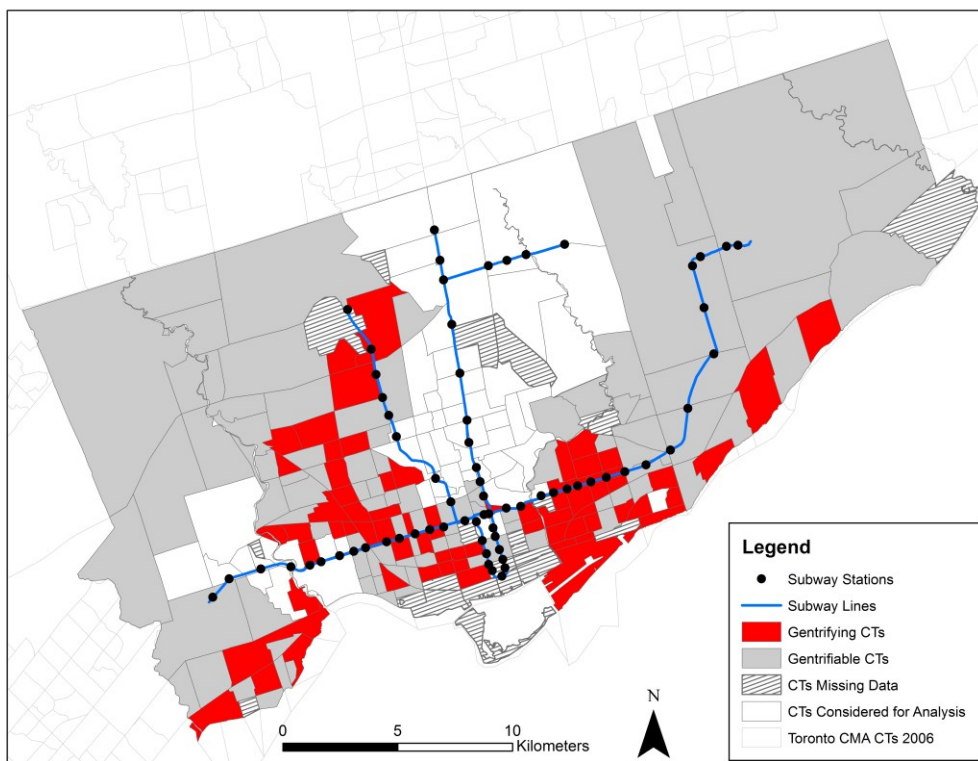 Legend
Subway Stations
Subway Lines
Gentrifying CTs
Gentrifiable CTs
CTs Missing Data
CTs Considered for Analysis
Toronto CMA CTs 2006
N
0 5 10
Kilometers